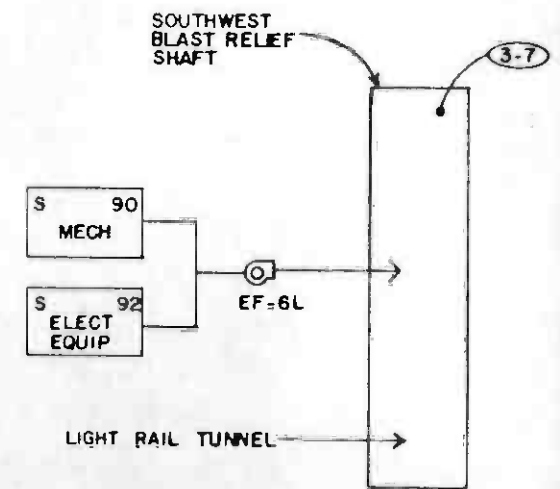 SOUTHWEST
BLAST RELIEF
SHAFT
3-7
S 90
MECH
S 92
ELECT
EQUIP
EF-6L
LIGHT RAIL TUNNEL